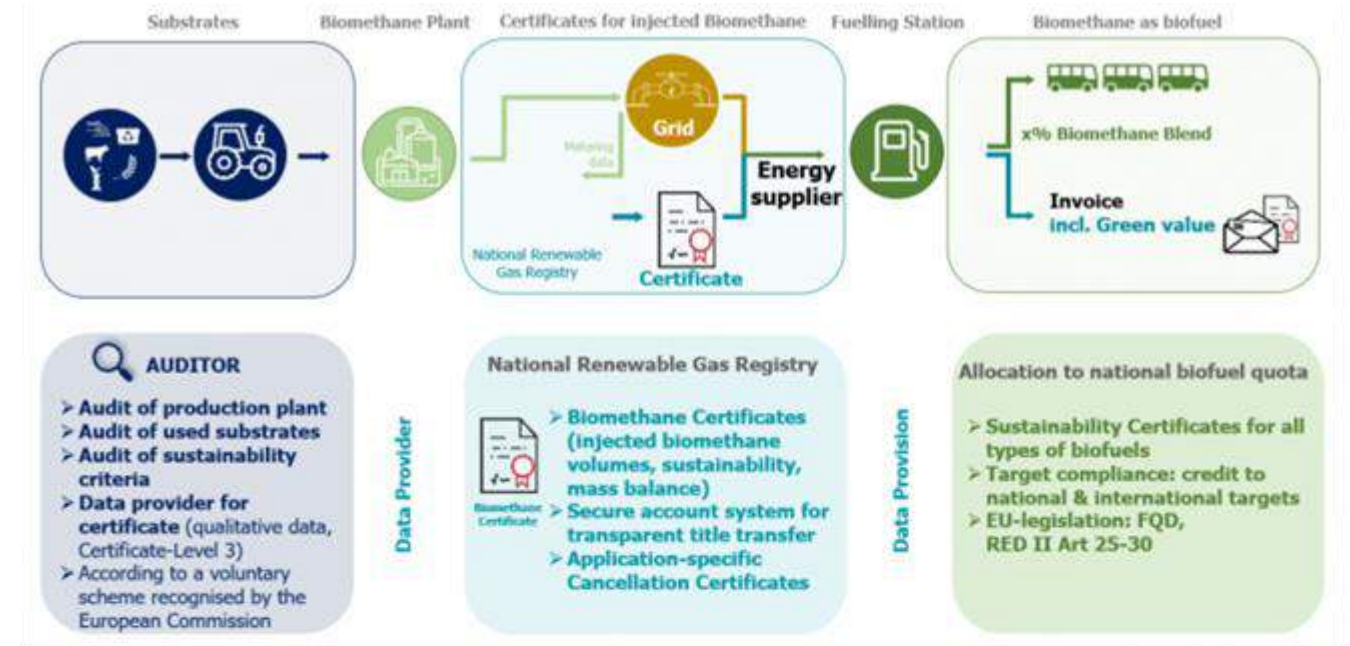 Substrates
Biomethane Plant
Certificates for injected Biomethane
Fuelling Station
Biomethane as biofuel
Grid
Metering
data
Energy
supplier
National Renewable
Gas Registry
Certificate
x% Biomethane Blend
Invoice
incl. Green value
AUDITOR
➢ Audit of production plant
➢ Audit of used substrates
➢ Audit of sustainability
criteria
➢ Data provider for
certificate (qualitative data,
Certificate-Level 3)
➢ According to a voluntary
scheme recognised by the
European Commission
Data Provider
National Renewable Gas Registry
Biomethane
Certificate
➢ Biomethane Certificates
(injected biomethane
volumes, sustainability,
mass balance)
➢ Secure account system for
transparent title transfer
➢ Application-specific
Cancellation Certificates
Data Provision
Allocation to national biofuel quota
➢ Sustainability Certificates for all
types of biofuels
➢ Target compliance: credit to
national & international targets
➢ EU-legislation: FQD,
RED II Art 25-30